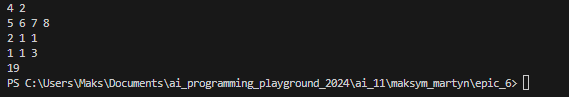 4 2
5 6 7 8
2 1 1
1 1 3
19
PS C:\Users\Maks\Documents\ai_programming_playground_2024\ai_11\maksym_martyn\epic_6>